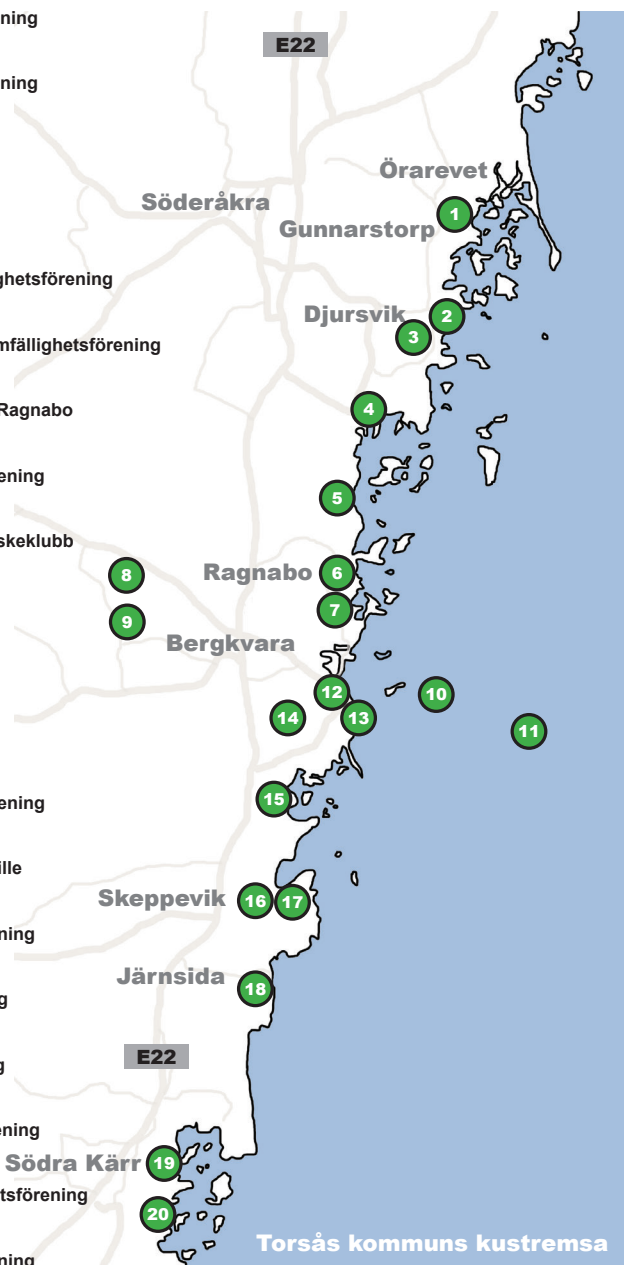 ning
E22
ning
Örarevet
Söderåkra
1
Gunnarstorp
ghetsförening
Djursvik
2
3
mfällighetsförening
4
Ragnabo
ening
5
skeklubb
8
Ragnabo
6
9
7
Bergkvara
12
10
14
13
11
15
ening
ille
Skeppevik
16
17
ning
Järnsida
18
g
E22
g
ening
Södra Kärr
19
tsförening
20
Torsås kommuns kustremsa
ning